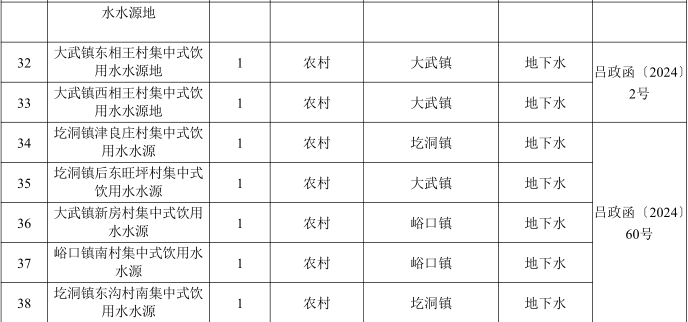 水水源地
32 大武镇东相王村集中式饮用水水源地 1 农村 大武镇 地下水
33 大武镇西相王村集中式饮用水水源地 1 农村 大武镇 地下水
吕政函〔2024〕2号
34 圪洞镇津良庄村集中式饮用水水源 1 农村 圪洞镇 地下水
35 圪洞镇后东旺坪村集中式饮用水水源 1 农村 大武镇 地下水
36 大武镇新房村集中式饮用水水源 1 农村 峪口镇 地下水
37 峪口镇南村集中式饮用水水源 1 农村 峪口镇 地下水
38 圪洞镇东沟村南集中式饮用水水源 1 农村 圪洞镇 地下水
吕政函〔2024〕60号